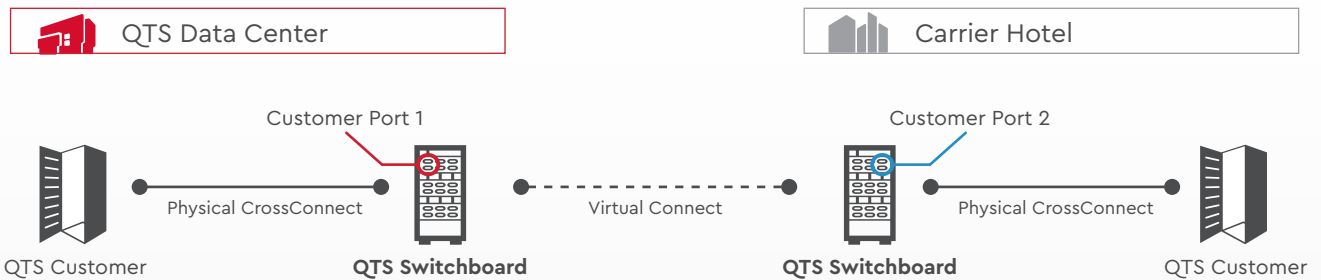 QTS Data Center
Carrier Hotel
Customer Port 1
Customer Port 2
Physical CrossConnect
Virtual Connect
Physical CrossConnect
QTS Customer
QTS Switchboard
QTS Switchboard
QTS Customer